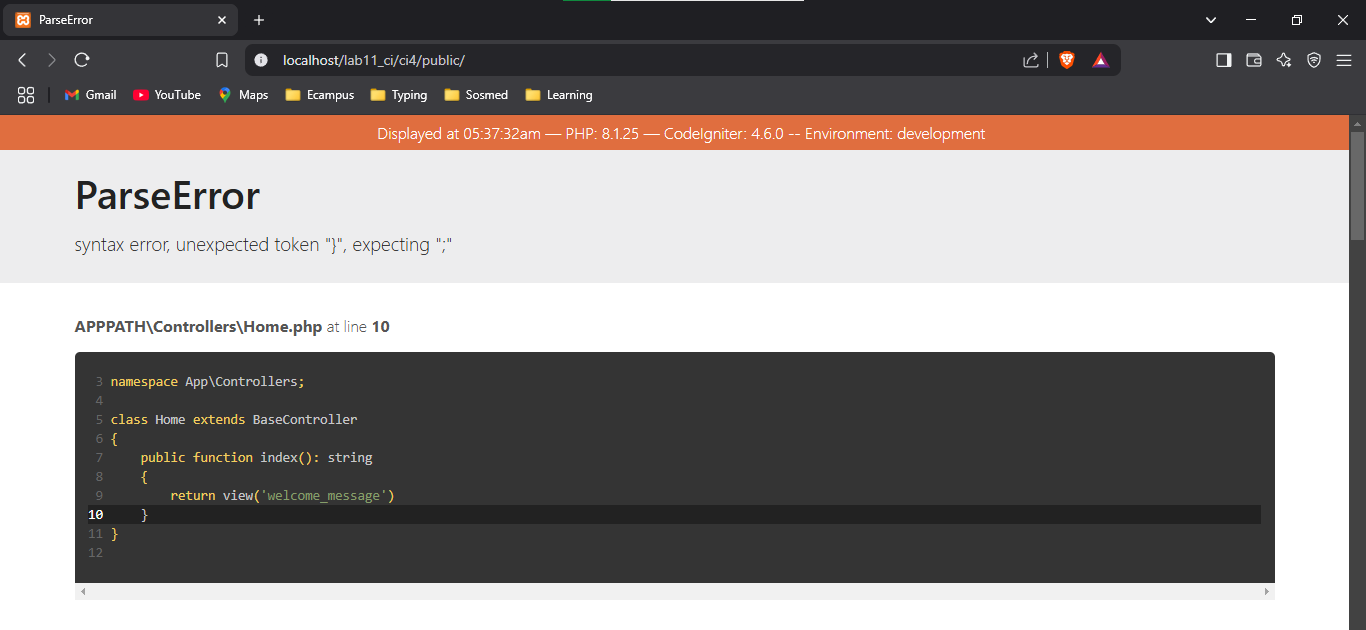 ParseError
localhost/lab11_ci/ci4/public/
Gmail YouTube Maps Ecampus Typing Sosmed Learning
Displayed at 05:37:32am — PHP: 8.1.25 — CodeIgniter: 4.6.0 -- Environment: development
ParseError
syntax error, unexpected token "}", expecting ";"
APPPATH\Controllers\Home.php at line 10
3 namespace App\Controllers;
4
5 class Home extends BaseController
6 {
7     public function index(): string
8     {
9         return view('welcome_message')
10     }
11 }
12